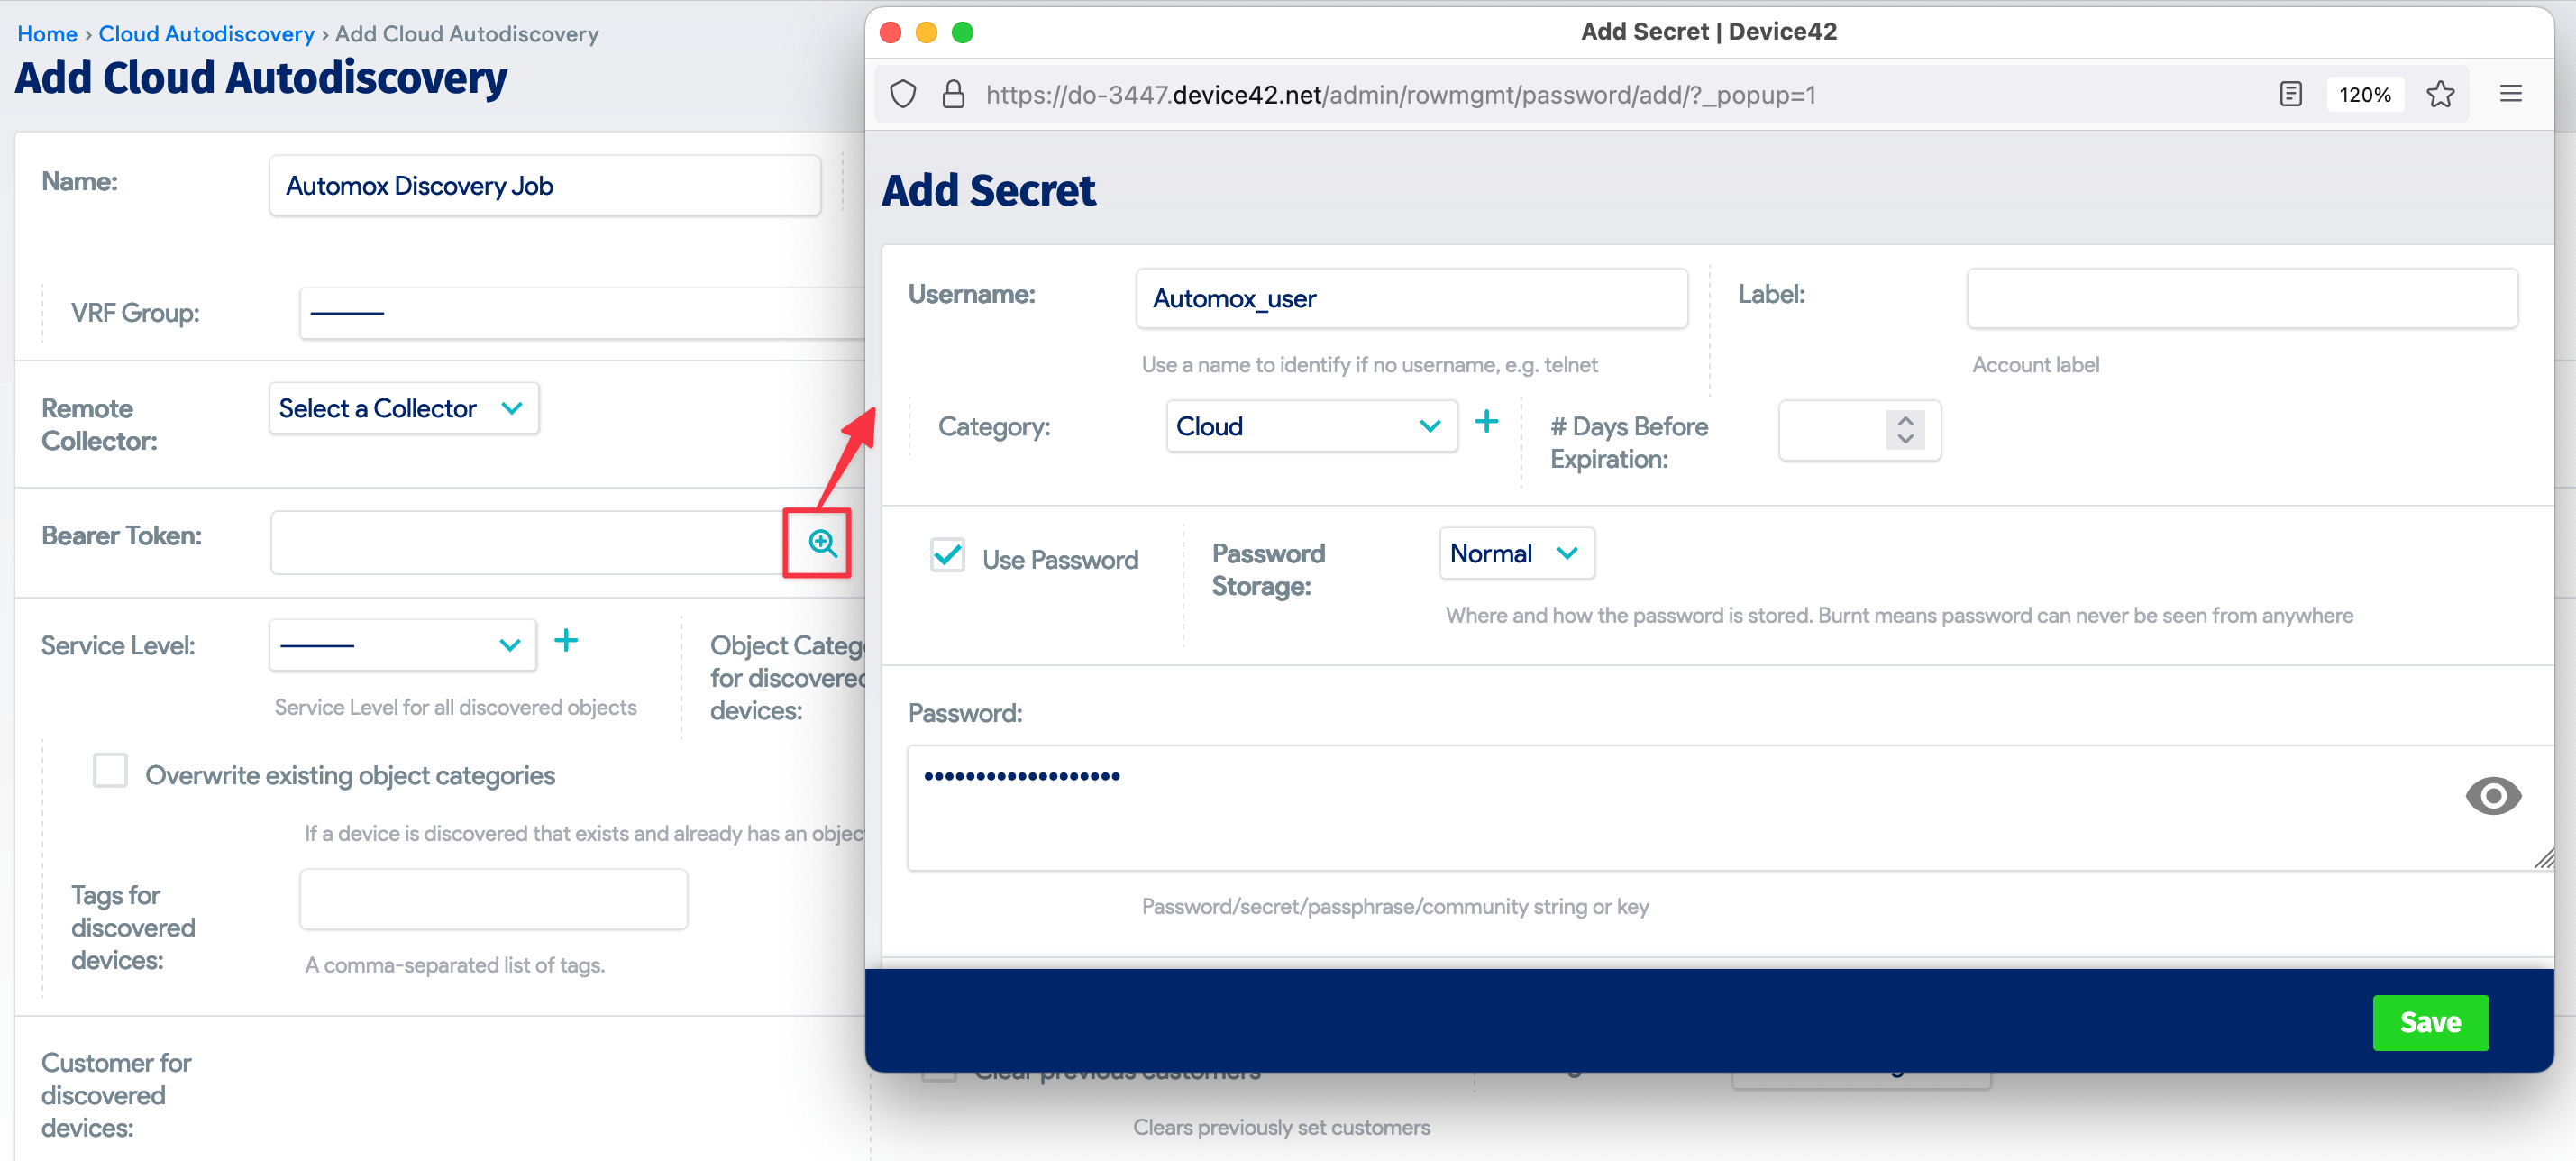 Home › Cloud Autodiscovery › Add Cloud Autodiscovery
Add Cloud Autodiscovery
Name:
Automox Discovery Job
VRF Group:
Remote
Collector:
Select a Collector
Bearer Token:
Service Level:
Service Level for all discovered objects
Object Categ
for discovered
devices:
Overwrite existing object categories
If a device is discovered that exists and already has an objec
Tags for
discovered
devices:
A comma-separated list of tags.
Customer for
discovered
devices:
Clear previous customers
Clears previously set customers
Add Secret | Device42
https://do-3447.device42.net/admin/rowmgmt/password/add/?_popup=1
120%
Add Secret
Username:
Automox_user
Use a name to identify if no username, e.g. telnet
Label:
Account label
Category:
Cloud
# Days Before
Expiration:
Use Password
Password
Storage:
Normal
Where and how the password is stored. Burnt means password can never be seen from anywhere
Password:
•••••••••••••••••••
Password/secret/passphrase/community string or key
Save